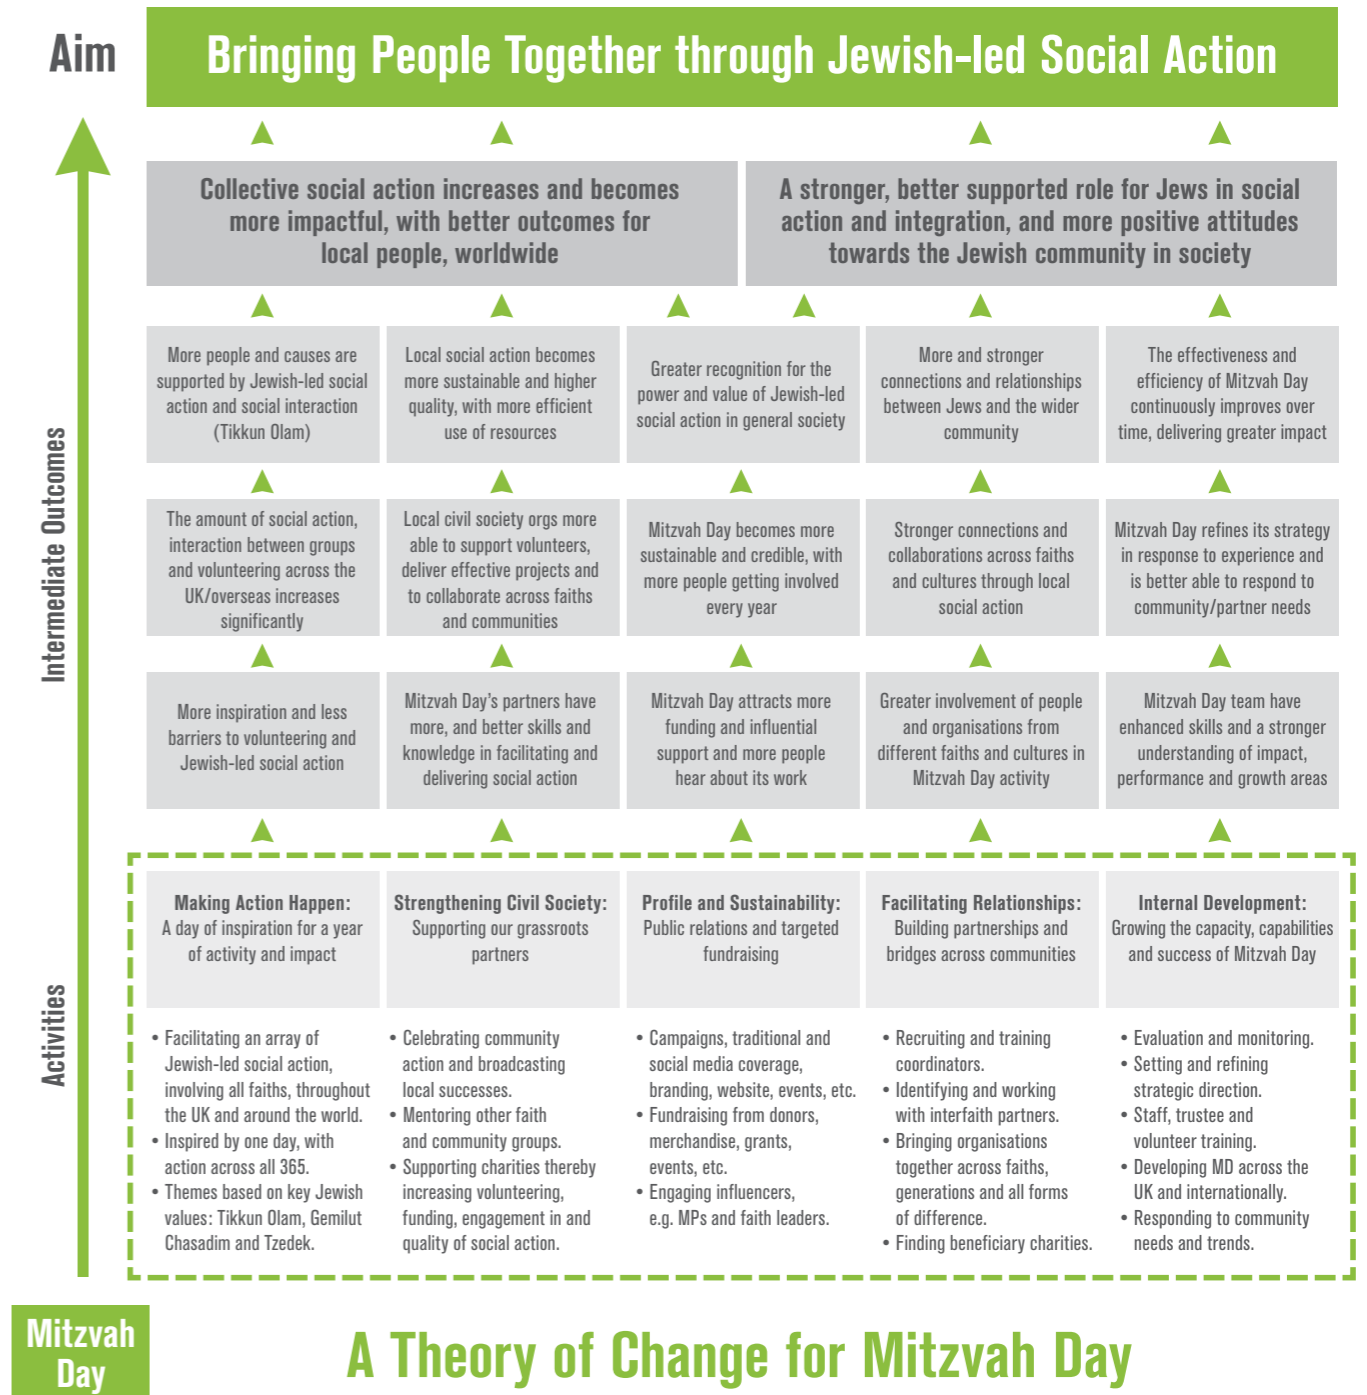 Aim
Bringing People Together through Jewish-led Social Action
Collective social action increases and becomes
more impactful, with better outcomes for
local people, worldwide
A stronger, better supported role for Jews in social
action and integration, and more positive attitudes
towards the Jewish community in society
Intermediate Outcomes
More people and causes are
supported by Jewish-led social
action and social interaction
(Tikkun Olam)
Local social action becomes
more sustainable and higher
quality, with more efficient
use of resources
Greater recognition for the
power and value of Jewish-led
social action in general society
More and stronger
connections and relationships
between Jews and the wider
community
The effectiveness and
efficiency of Mitzvah Day
continuously improves over
time, delivering greater impact
The amount of social action,
interaction between groups
and volunteering across the
UK/overseas increases
significantly
Local civil society orgs more
able to support volunteers,
deliver effective projects and
to collaborate across faiths
and communities
Mitzvah Day becomes more
sustainable and credible, with
more people getting involved
every year
Stronger connections and
collaborations across faiths
and cultures through local
social action
Mitzvah Day refines its strategy
in response to experience and
is better able to respond to
community/partner needs
More inspiration and less
barriers to volunteering and
Jewish-led social action
Mitzvah Day's partners have
more, and better skills and
knowledge in facilitating and
delivering social action
Mitzvah Day attracts more
funding and influential
support and more people
hear about its work
Greater involvement of people
and organisations from
different faiths and cultures in
Mitzvah Day activity
Mitzvah Day team have
enhanced skills and a stronger
understanding of impact,
performance and growth areas
Activities
Making Action Happen:
A day of inspiration for a year
of activity and impact
Strengthening Civil Society:
Supporting our grassroots
partners
Profile and Sustainability:
Public relations and targeted
fundraising
Facilitating Relationships:
Building partnerships and
bridges across communities
Internal Development:
Growing the capacity, capabilities
and success of Mitzvah Day
• Facilitating an array of
Jewish-led social action,
involving all faiths, throughout
the UK and around the world.
• Inspired by one day, with
action across all 365.
• Themes based on key Jewish
values: Tikkun Olam, Gemilut
Chasadim and Tzedek.
• Celebrating community
action and broadcasting
local successes.
• Mentoring other faith
and community groups.
• Supporting charities thereby
increasing volunteering,
funding, engagement in and
quality of social action.
• Campaigns, traditional and
social media coverage,
branding, website, events, etc.
• Fundraising from donors,
merchandise, grants,
events, etc.
• Engaging influencers,
e.g. MPs and faith leaders.
• Recruiting and training
coordinators.
• Identifying and working
with interfaith partners.
• Bringing organisations
together across faiths,
generations and all forms
of difference.
• Finding beneficiary charities.
• Evaluation and monitoring.
• Setting and refining
strategic direction.
• Staff, trustee and
volunteer training.
• Developing MD across the
UK and internationally.
• Responding to community
needs and trends.
Mitzvah
Day
A Theory of Change for Mitzvah Day